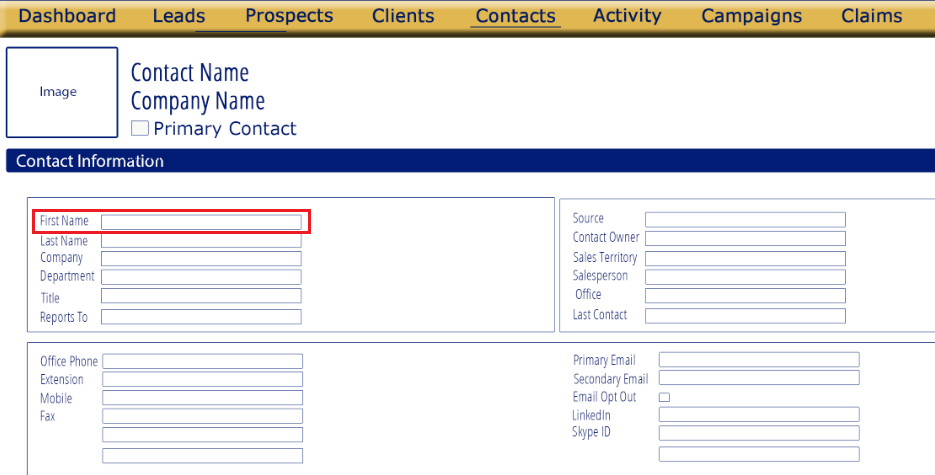 Dashboard Leads Prospects Clients Contacts Activity Campaigns Claims
Image
Contact Name
Company Name
Primary Contact
Contact Information
First Name
Last Name
Company
Department
Title
Reports To
Source
Contact Owner
Sales Territory
Salesperson
Office
Last Contact
Office Phone
Extension
Mobile
Fax
Primary Email
Secondary Email
Email Opt Out
LinkedIn
Skype ID